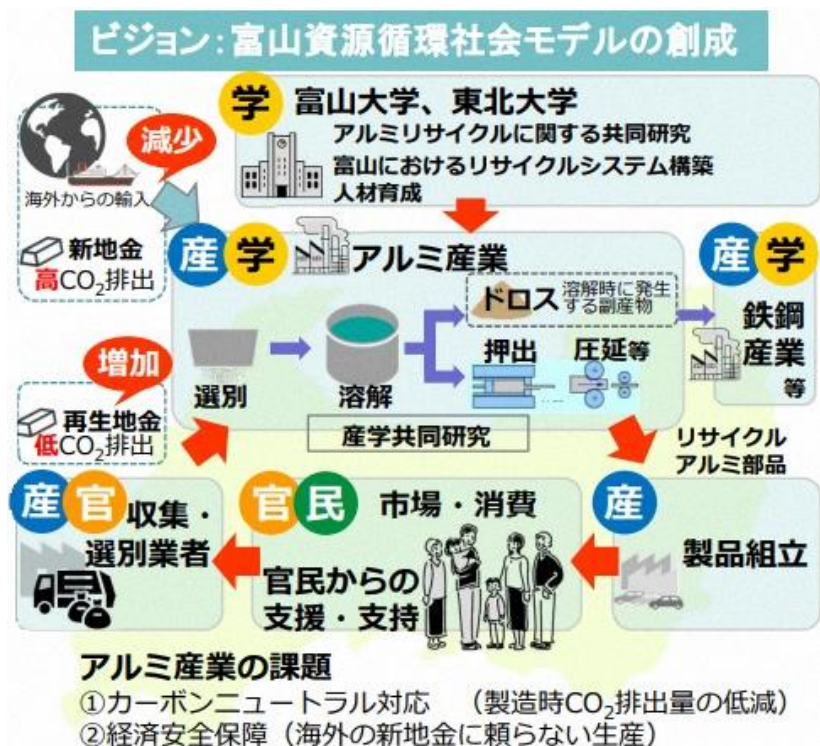 ビジョン：富山資源循環社会モデルの創成
学
富山大学、東北大学
アルミリサイクルに関する共同研究
富山におけるリサイクルシステム構築
人材育成
減少
海外からの輸入
新地金
高CO₂排出
産学
アルミ産業
選別
溶解
ドロス
溶解時に発生
する副産物
押出
圧延等
‥‥
産学共同研究
産学
鉄鋼
産業
等
増加
再生地金
低CO₂排出
リサイクル
アルミ部品
産
製品組立
官民
市場・消費
官民からの
支援・支持
産官
収集・
選別業者
アルミ産業の課題
①カーボンニュートラル対応　（製造時CO₂排出量の低減）
②経済安全保障（海外の新地金に頼らない生産）